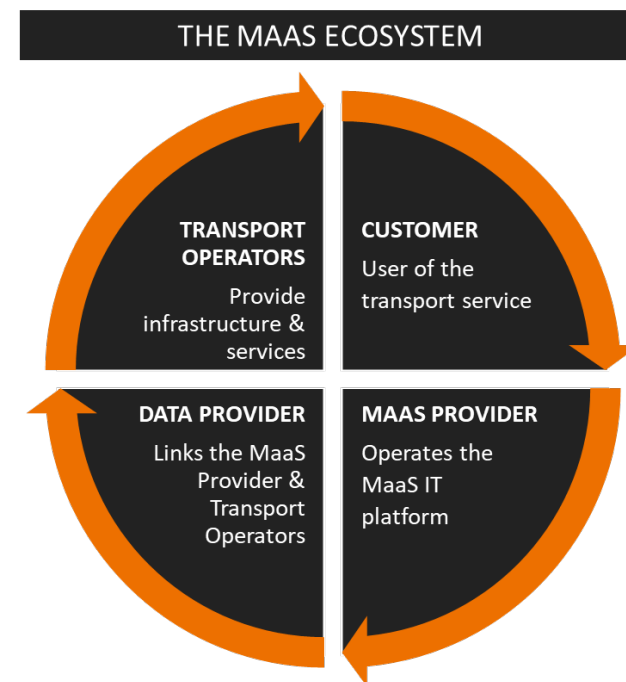 THE MAAS ECOSYSTEM
TRANSPORT
OPERATORS
Provide
infrastructure &
services
CUSTOMER
User of the
transport service
DATA PROVIDER
Links the MaaS
Provider &
Transport
Operators
MAAS PROVIDER
Operates the
MaaS IT
platform